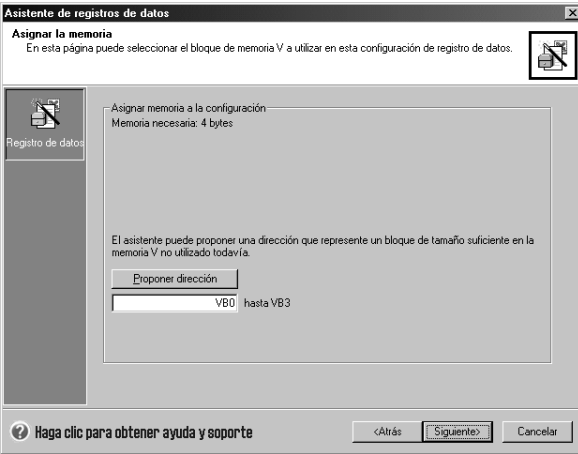 Asistente de registros de datos
Asignar la memoria
En esta página puede seleccionar el bloque de memoria V a utilizar en esta configuración de registro de datos.
Registro de datos
Asignar memoria a la configuración
Memoria necesaria: 4 bytes
El asistente puede proponer una dirección que represente un bloque de tamaño suficiente en la
memoria V no utilizado todavía.
Proponer dirección
VB0 hasta VB3
Haga clic para obtener ayuda y soporte
<Atrás Siguiente> Cancelar